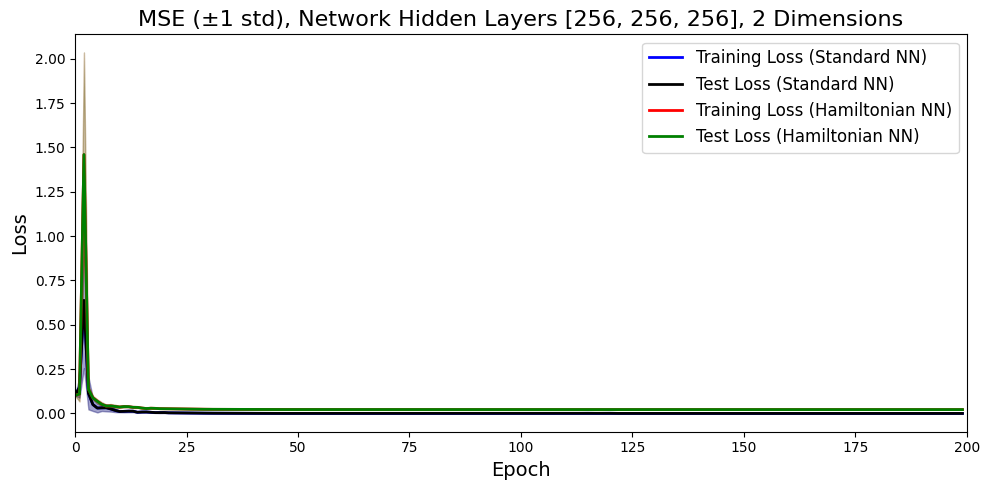 MSE (±1 std), Network Hidden Layers [256, 256, 256], 2 Dimensions
Training Loss (Standard NN)
Test Loss (Standard NN)
Training Loss (Hamiltonian NN)
Test Loss (Hamiltonian NN)
Loss
2.00
1.75
1.50
1.25
1.00
0.75
0.50
0.25
0.00
0 25 50 75 100 125 150 175 200
Epoch